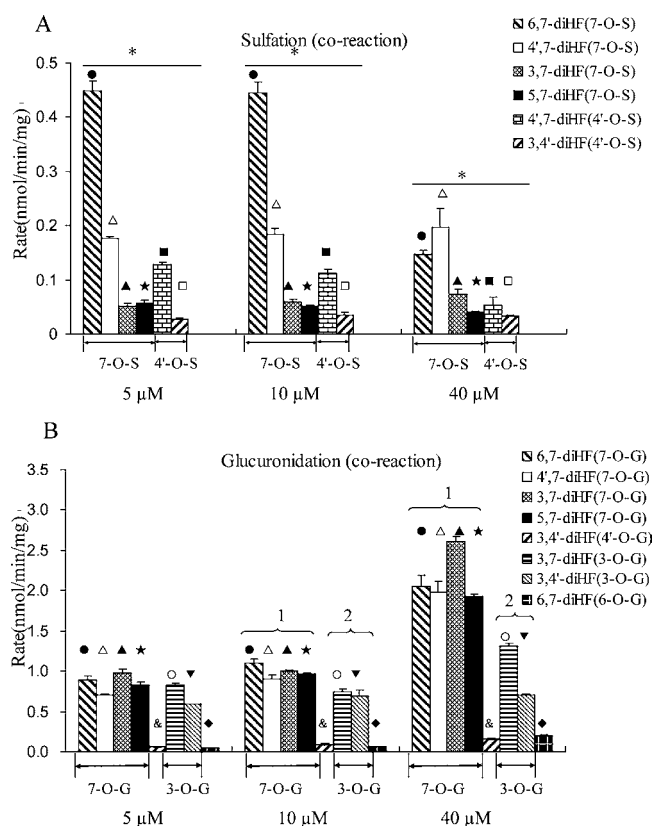 A
Sulfation (co-reaction)
6,7-diHF(7-O-S)
4',7-diHF(7-O-S)
3,7-diHF(7-O-S)
5,7-diHF(7-O-S)
4',7-diHF(4'-O-S)
3,4'-diHF(4'-O-S)
Rate(nmol/min/mg)
0.5
0.4
0.3
0.2
0.1
0
* * *
7-O-S 4'-O-S 7-O-S 4'-O-S 7-O-S 4'-O-S
5 µM 10 µM 40 µM
B
Glucuronidation (co-reaction)
6,7-diHF(7-O-G)
4',7-diHF(7-O-G)
3,7-diHF(7-O-G)
5,7-diHF(7-O-G)
3,4'-diHF(4'-O-G)
3,7-diHF(3-O-G)
3,4'-diHF(3-O-G)
6,7-diHF(6-O-G)
Rate(nmol/min/mg)
3.5
3.0
2.5
2.0
1.5
1.0
0.5
0.0
1
2
1
2
& & &
7-O-G 3-O-G 7-O-G 3-O-G 7-O-G 3-O-G
5 µM 10 µM 40 µM